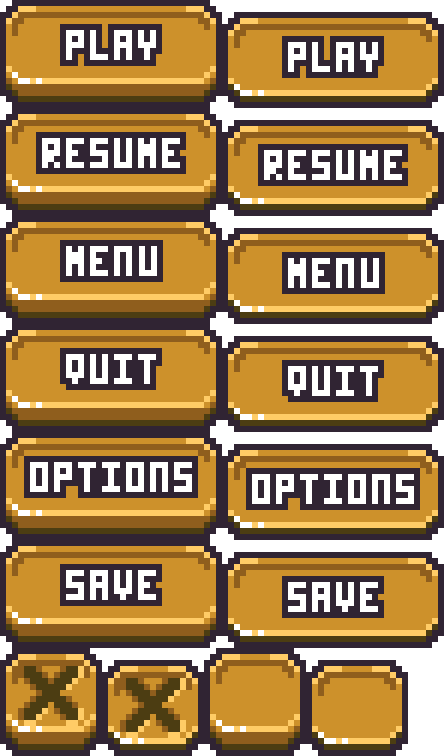 PLAY PLAY
RESUME RESUME
MENU MENU
QUIT QUIT
OPTIONS OPTIONS
SAVE SAVE